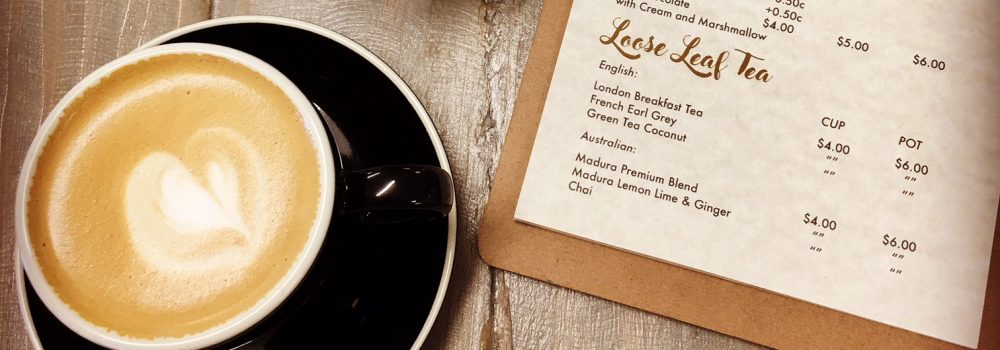 +0.50c
with Cream and Marshmallow $4.00 $5.00 $6.00
Loose Leaf Tea
English: CUP POT
London Breakfast Tea $4.00 $6.00
French Earl Grey "" ""
Green Tea Coconut "" ""
Australian:
Madura Premium Blend $4.00 $6.00
Madura Lemon Lime & Ginger "" ""
Chai "" ""